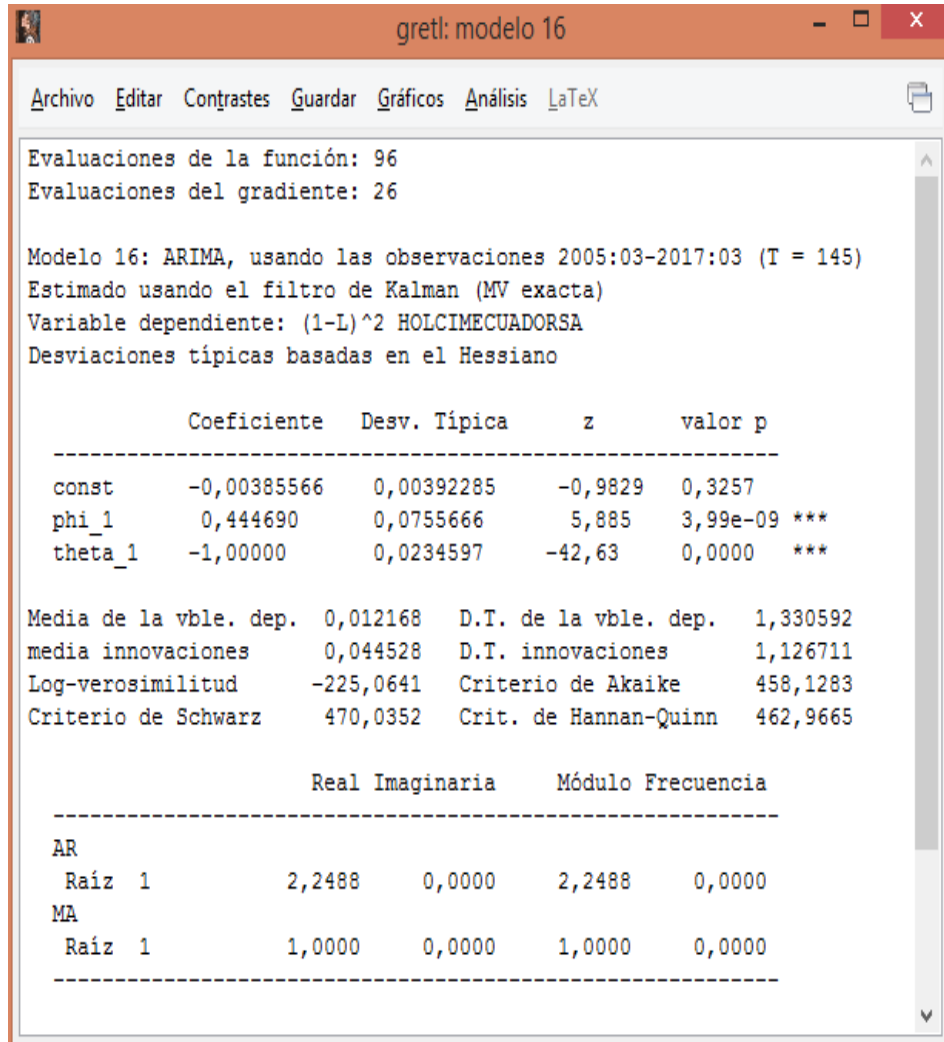 gretl: modelo 16
Archivo Editar Contrastes Guardar Gráficos Análisis LaTeX
Evaluaciones de la función: 96
Evaluaciones del gradiente: 26
Modelo 16: ARIMA, usando las observaciones 2005:03-2017:03 (T = 145)
Estimado usando el filtro de Kalman (MV exacta)
Variable dependiente: (1-L)^2 HOLCIMECUADORSA
Desviaciones típicas basadas en el Hessiano
Coeficiente Desv. Típica z valor p
const -0,00385566 0,00392285 -0,9829 0,3257
phi_1 0,444690 0,0755666 5,885 3,99e-09 ***
theta_1 -1,00000 0,0234597 -42,63 0,0000 ***
Media de la vble. dep. 0,012168 D.T. de la vble. dep. 1,330592
media innovaciones 0,044528 D.T. innovaciones 1,126711
Log-verosimilitud -225,0641 Criterio de Akaike 458,1283
Criterio de Schwarz 470,0352 Crit. de Hannan-Quinn 462,9665
Real Imaginaria Módulo Frecuencia
AR
Raíz 1 2,2488 0,0000 2,2488 0,0000
MA
Raíz 1 1,0000 0,0000 1,0000 0,0000